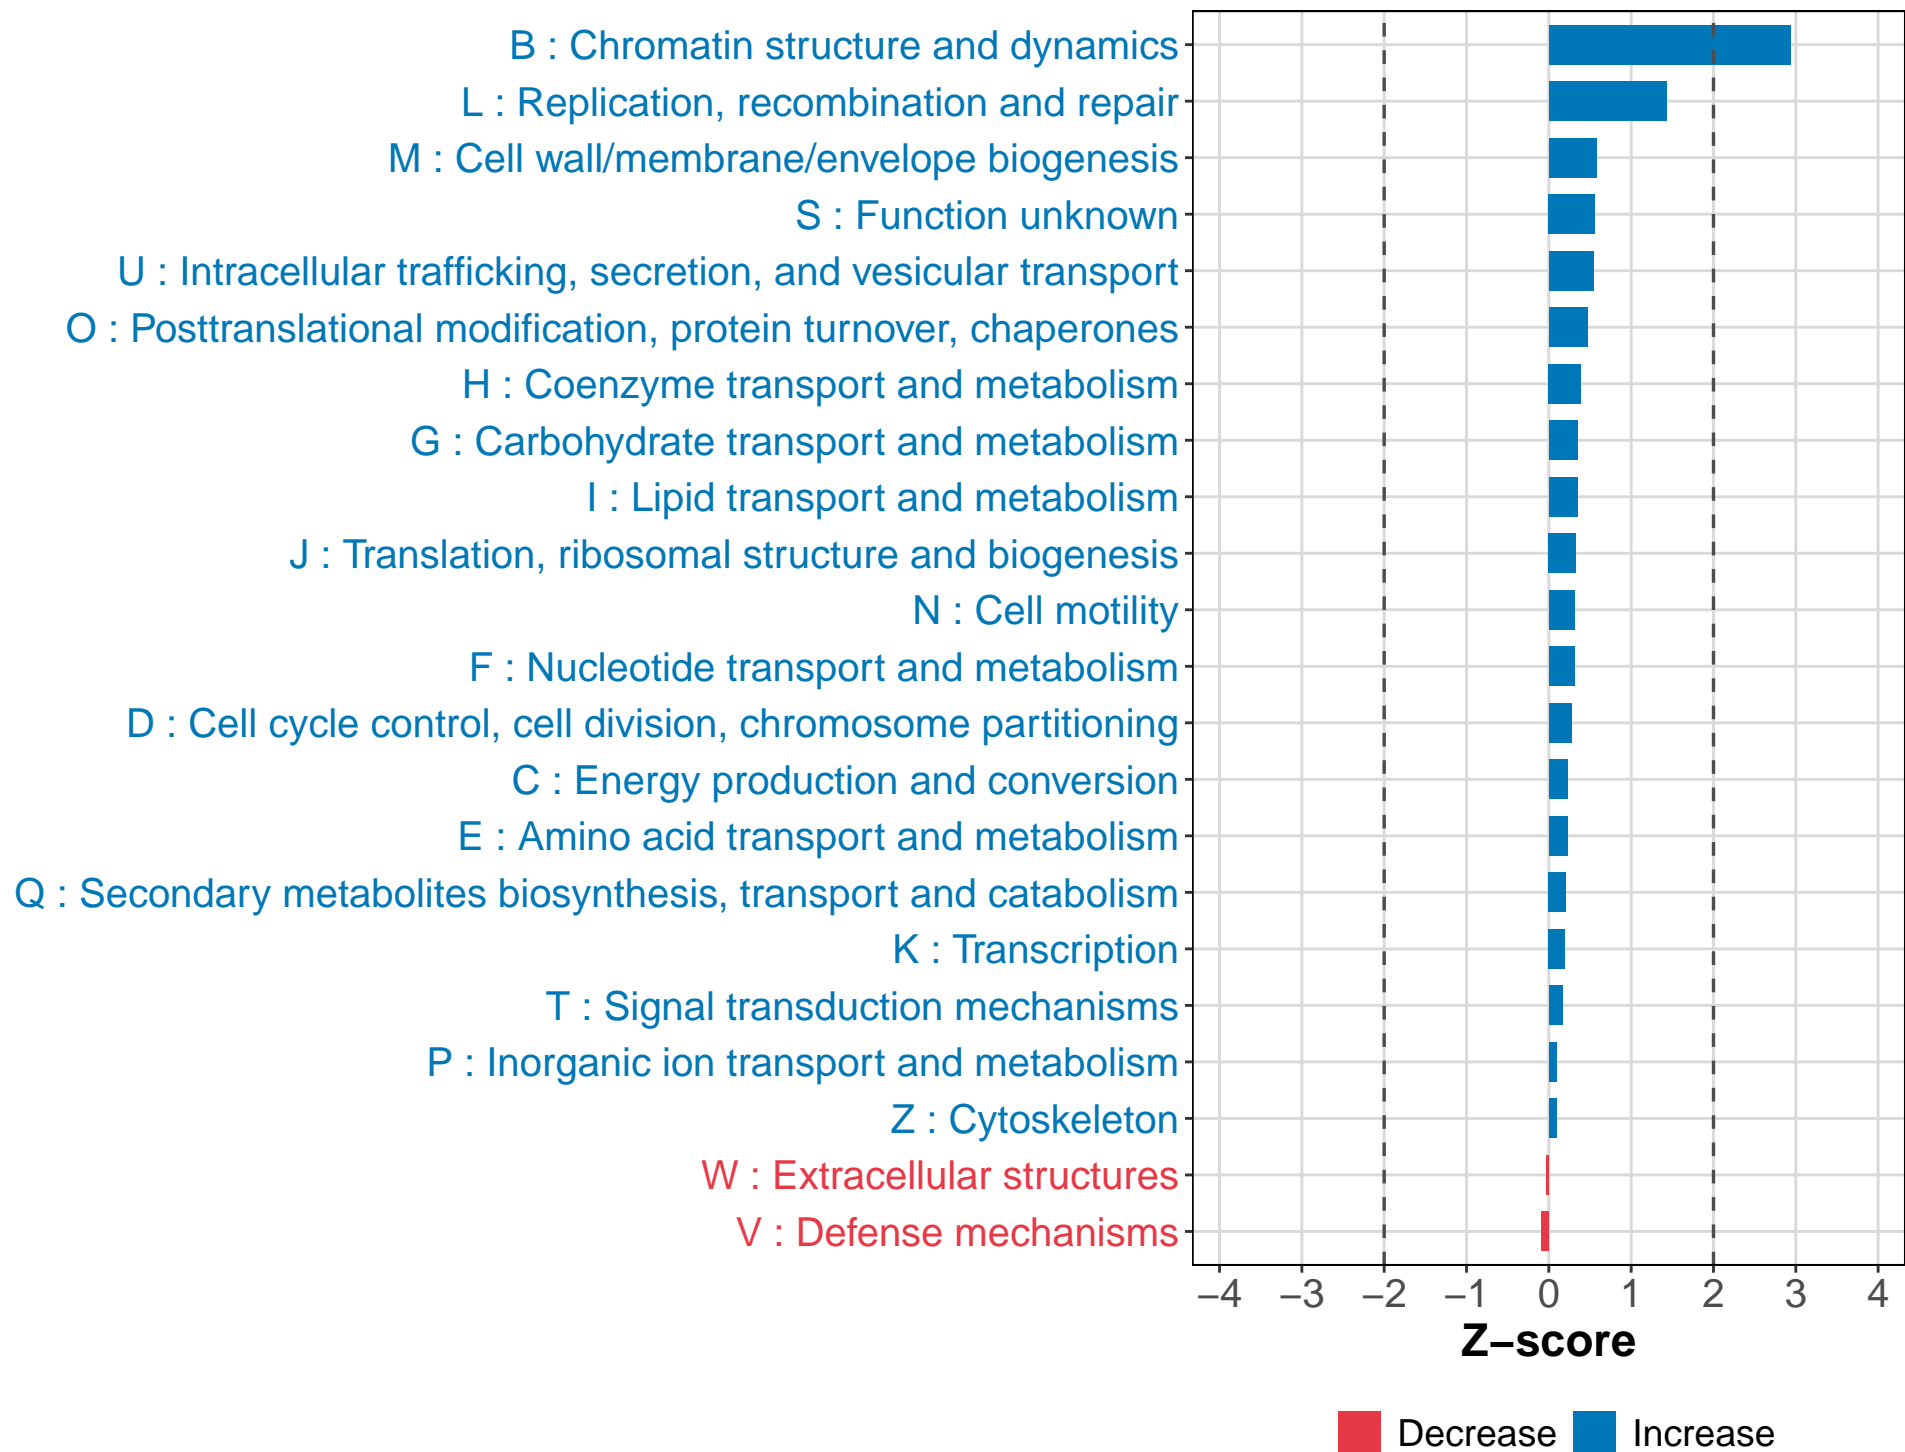 B : Chromatin structure and dynamics
L : Replication, recombination and repair
M : Cell wall/membrane/envelope biogenesis
S : Function unknown
U : Intracellular trafficking, secretion, and vesicular transport
O : Posttranslational modification, protein turnover, chaperones
H : Coenzyme transport and metabolism
G : Carbohydrate transport and metabolism
I : Lipid transport and metabolism
J : Translation, ribosomal structure and biogenesis
N : Cell motility
F : Nucleotide transport and metabolism
D : Cell cycle control, cell division, chromosome partitioning
C : Energy production and conversion
E : Amino acid transport and metabolism
Q : Secondary metabolites biosynthesis, transport and catabolism
K : Transcription
T : Signal transduction mechanisms
P : Inorganic ion transport and metabolism
Z : Cytoskeleton
W : Extracellular structures
V : Defense mechanisms
−4 −3 −2 −1 0 1 2 3 4
Z−score
Decrease Increase